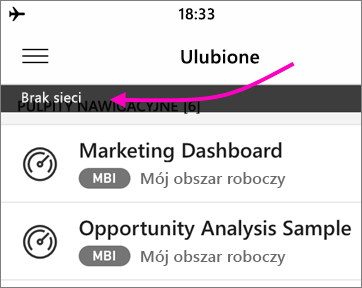 18:33
Ulubione
Brak sieci
PULPITY NAWIGACYJNE [6]
Marketing Dashboard
MBI Mój obszar roboczy
Opportunity Analysis Sample
MBI Mój obszar roboczy